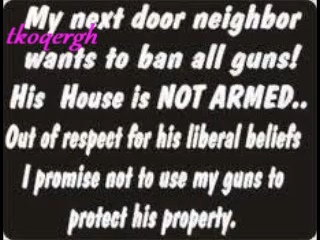 My next door neighbor
tkoqergh
wants to ban all guns!
His House is NOT ARMED..
Out of respect for his liberal beliefs
I promise not to use my guns to
protect his property.